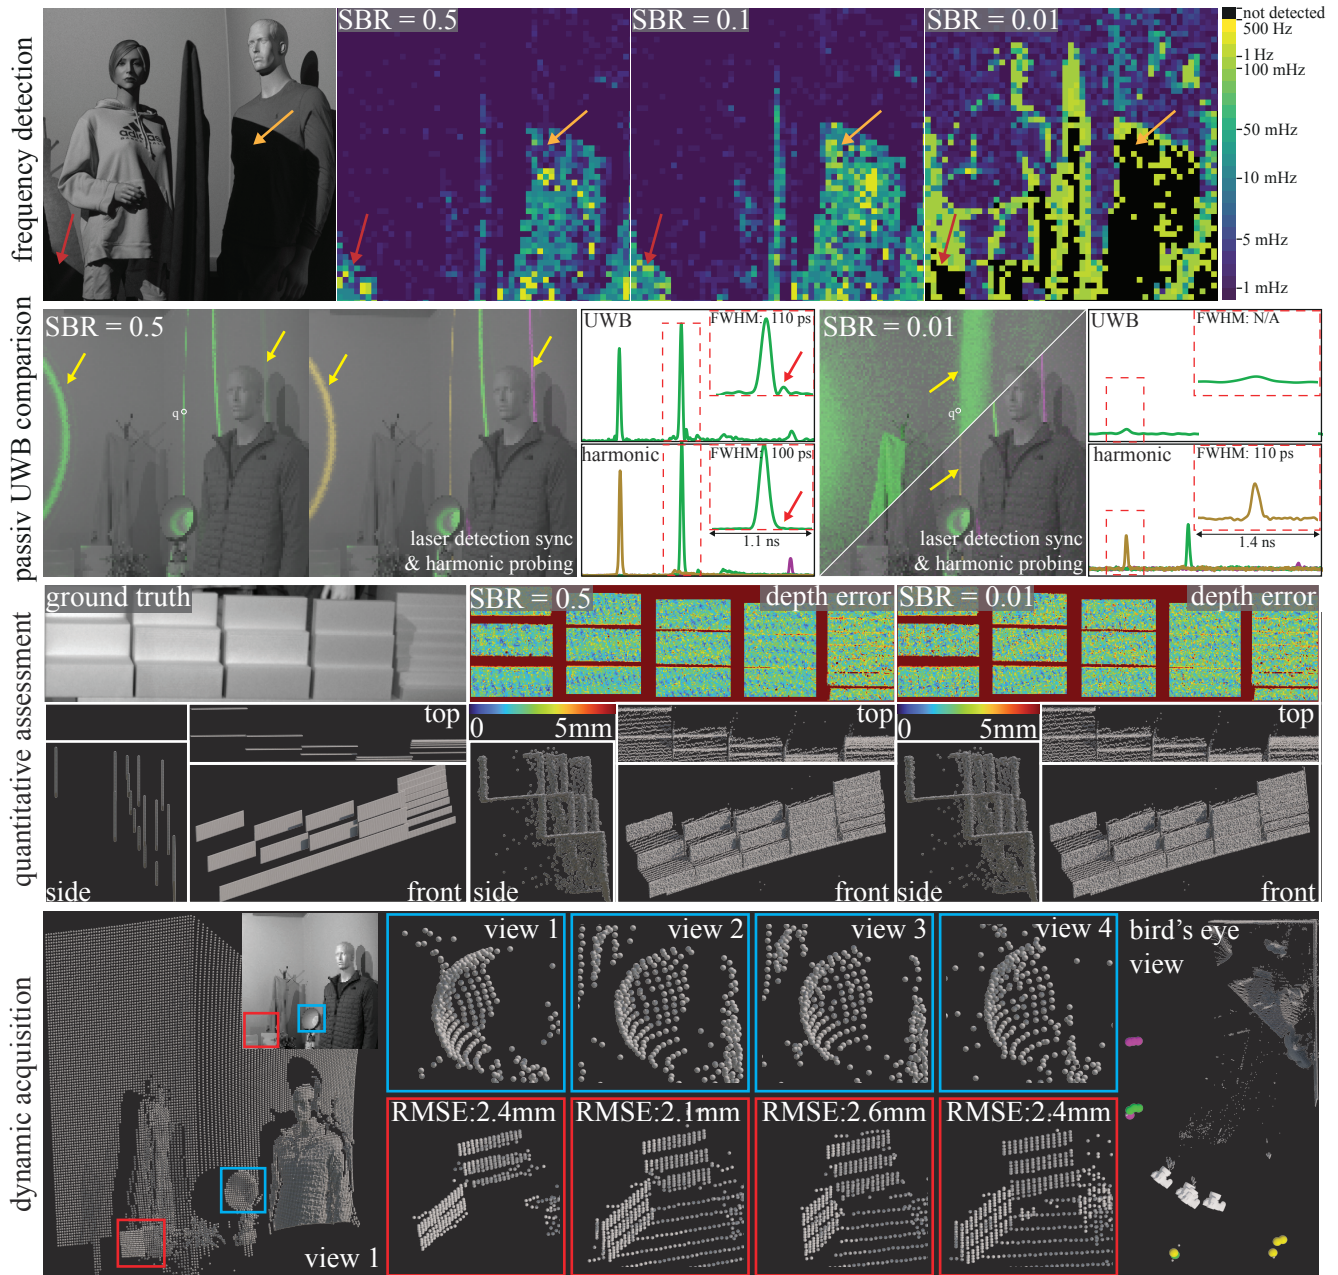 frequency detection
adidas
SBR = 0.5
SBR = 0.1
SBR = 0.01
not detected
500 Hz
1 Hz
100 mHz
50 mHz
10 mHz
5 mHz
1 mHz
passiv UWB comparison
SBR = 0.5
q
laser detection sync
& harmonic probing
UWB
FWHM: 110 ps
harmonic
FWHM: 100 ps
1.1 ns
SBR = 0.01
q
laser detection sync
& harmonic probing
UWB
FWHM: N/A
harmonic
FWHM: 110 ps
1.4 ns
quantitative assessment
ground truth
top
side
front
SBR = 0.5
depth error
0
5mm
top
side
front
SBR = 0.01
depth error
0
5mm
top
side
front
dynamic acquisition
view 1
view 1
view 2
view 3
view 4
RMSE:2.4mm
RMSE:2.1mm
RMSE:2.6mm
RMSE:2.4mm
bird's eye
view